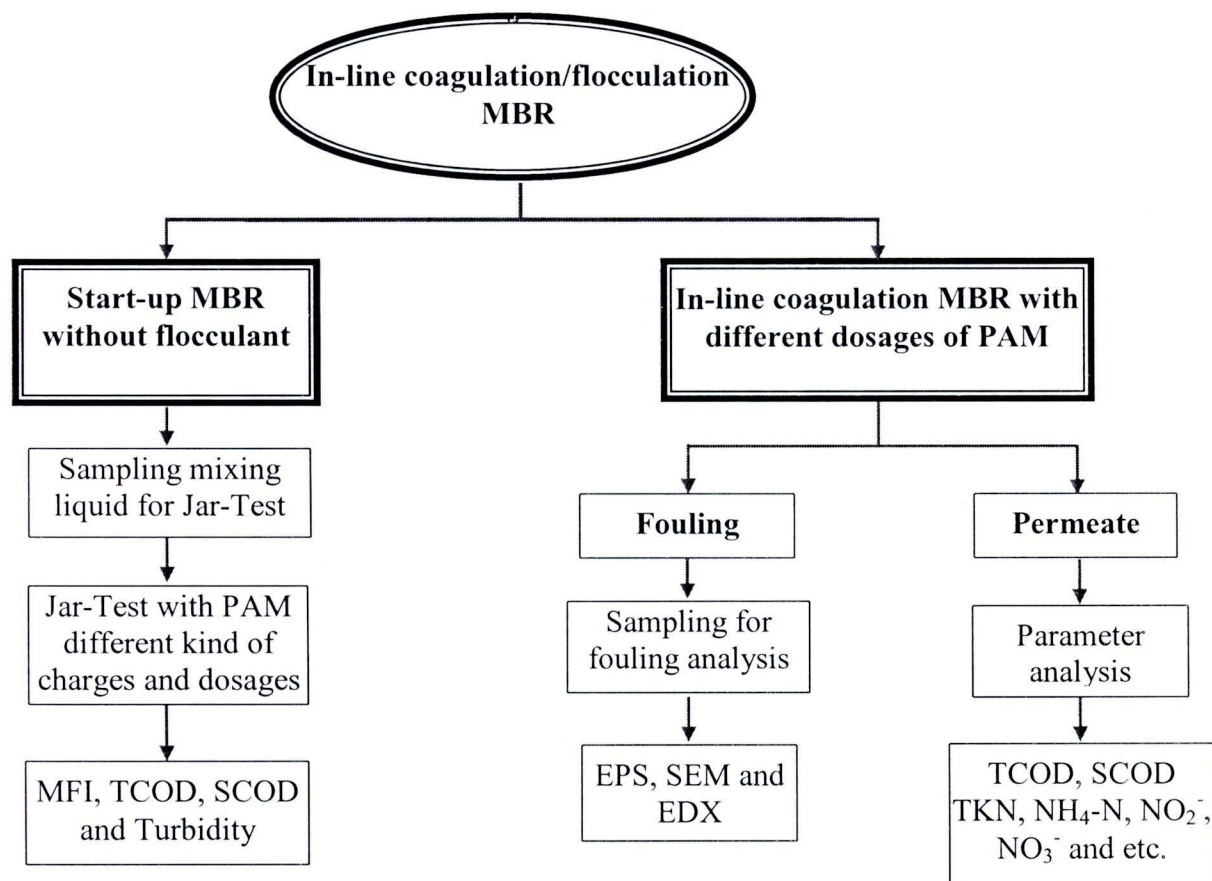 In-line coagulation/flocculation
MBR
Start-up MBR
without flocculant
In-line coagulation MBR with
different dosages of PAM
Sampling mixing
liquid for Jar-Test
Fouling
Permeate
Jar-Test with PAM
different kind of
charges and dosages
Sampling for
fouling analysis
Parameter
analysis
MFI, TCOD, SCOD
and Turbidity
EPS, SEM and
EDX
TCOD, SCOD
TKN, NH₄-N, NO₂⁻,
NO₃⁻ and etc.